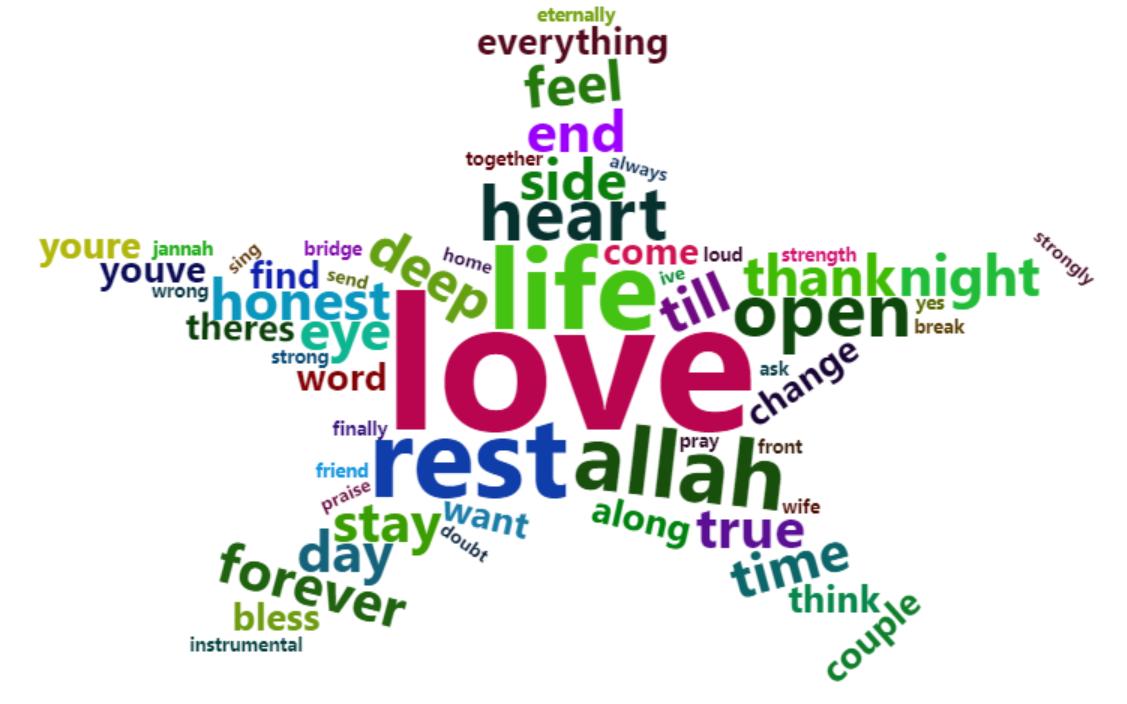 eternally
everything
feel
end
together
always
side
heart
youre
jannah
sing
bridge
deep
home
life
come
loud
strength
strongly
youve
find
send
ive
till
thank
night
wrong
honest
open
yes
break
theres
eye
love
strong
word
ask
change
finally
rest
allah
pray
front
friend
praise
wife
stay
want
doubt
along
true
day
time
forever
think
couple
bless
instrumental